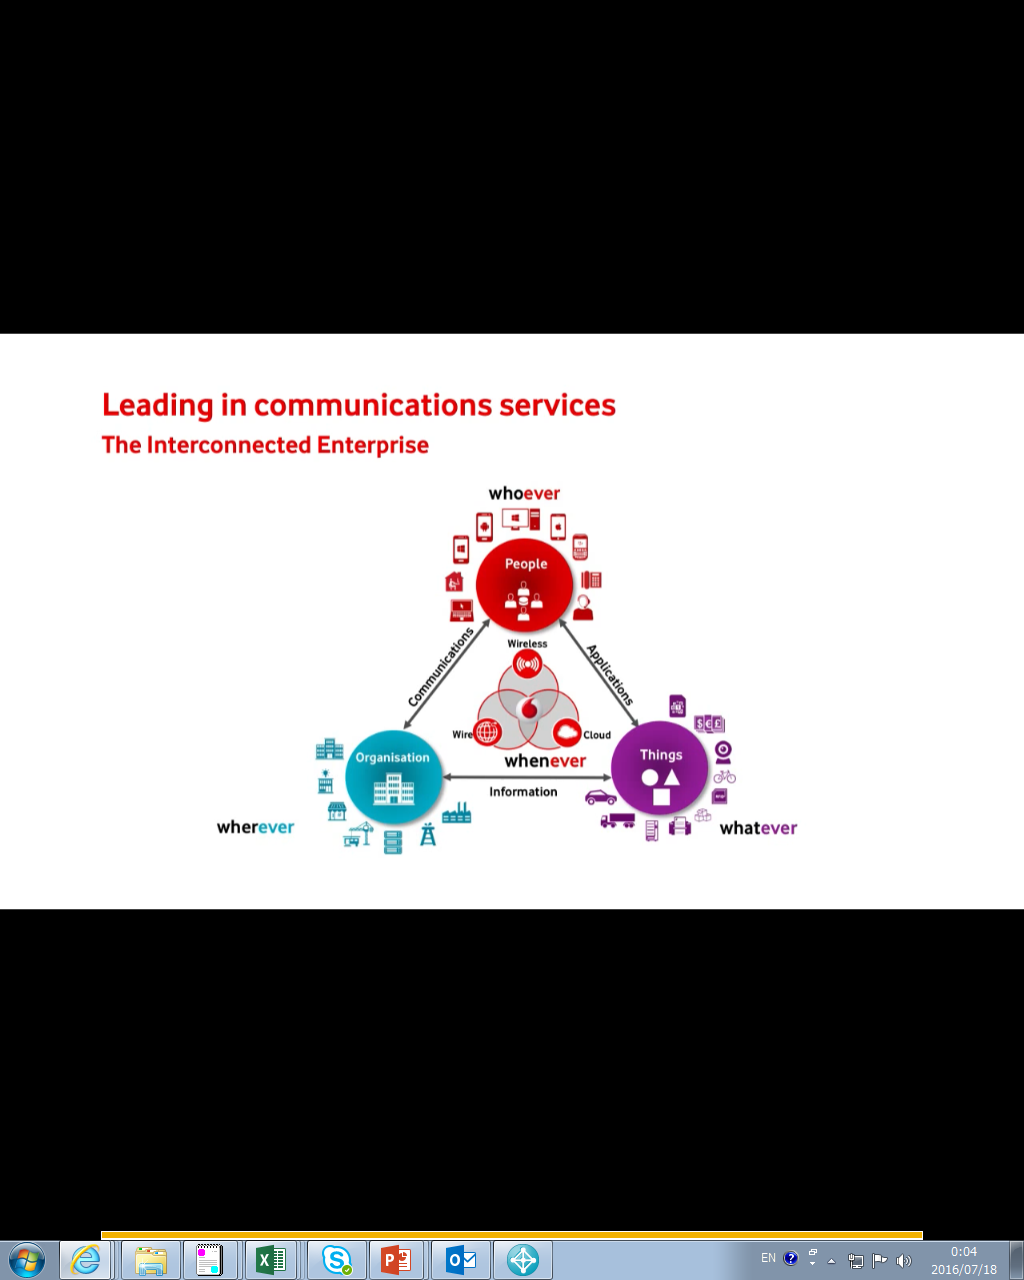 Leading in communications services
The Interconnected Enterprise
whoever
People
Wireless
Communications
Applications
Wire
Cloud
whenever
Organisation
Things
Information
wherever
whatever
$ € £
EN
0:04
2016/07/18